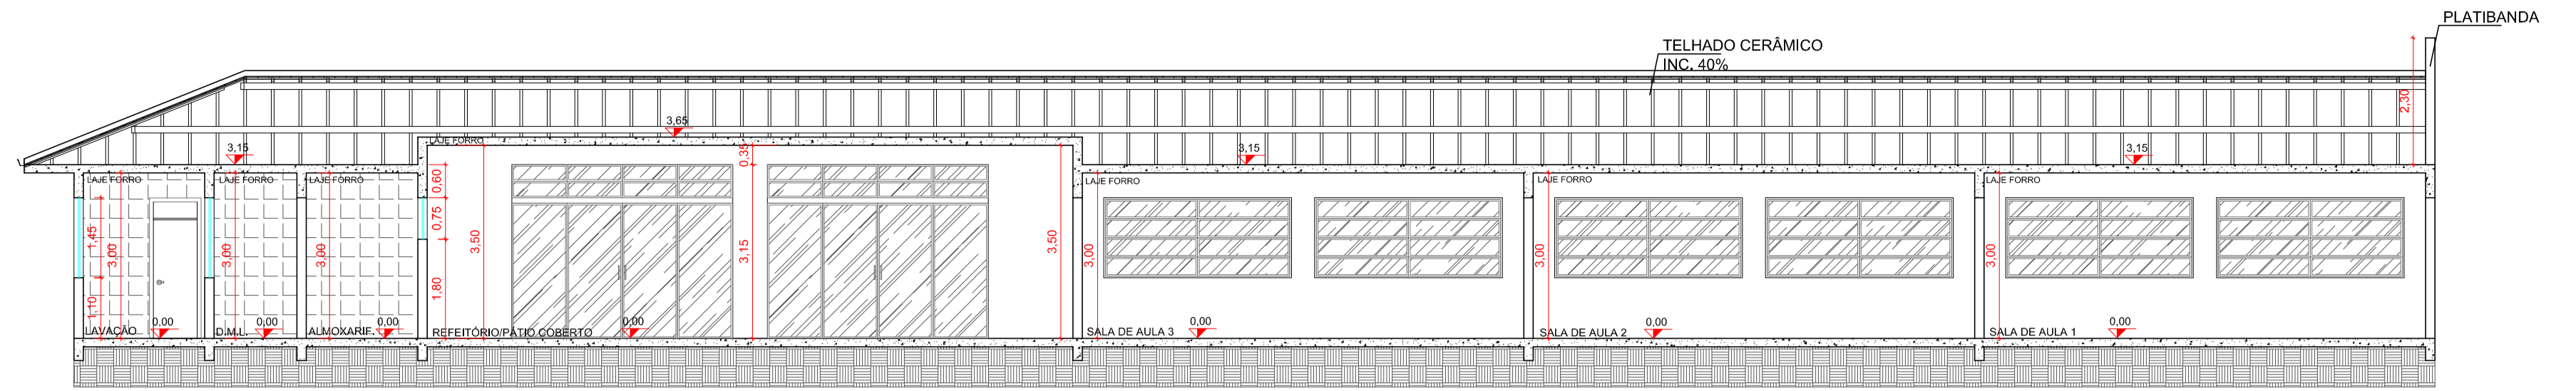 PLATIBANDA
TELHADO CERÂMICO
INC. 40%
2,30
3,65
3,15
3,15
3,15
LAJE FORRO
LAJE FORRO
LAJE FORRO
LAJE FORRO
LAJE FORRO
LAJE FORRO
LAJE FORRO
0,35
0,60
0,75
1,80
3,50
3,15
3,50
1,45
1,10
3,00
3,00
3,00
3,00
3,00
3,00
LAVAÇÃO
0,00
D.M.L.
0,00
ALMOXARIF.
0,00
REFEITÓRIO/PÁTIO COBERTO
0,00
SALA DE AULA 3
0,00
SALA DE AULA 2
0,00
SALA DE AULA 1
0,00